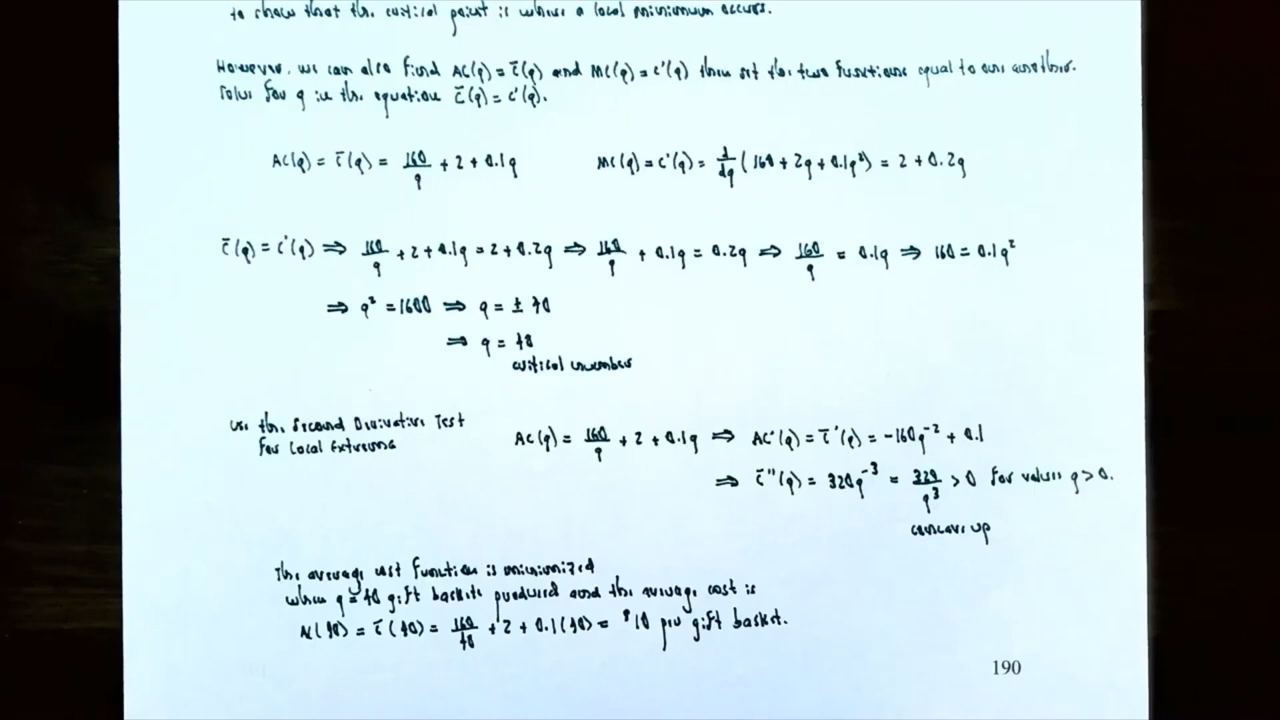 to show that the critical point is where a local minimum occurs.
However, we can also find AC(q) = c̄(q) and MC(q) = c'(q) then set the two functions equal to one another.
Solve for q in the equation c̄(q) = c'(q).
AC(q) = c̄(q) = 160/q + 2 + 0.1q    MC(q) = c'(q) = d/dq (160 + 2q + 0.1q²) = 2 + 0.2q
c̄(q) = c'(q) ⇒ 160/q + 2 + 0.1q = 2 + 0.2q ⇒ 160/q + 0.1q = 0.2q ⇒ 160/q = 0.1q ⇒ 160 = 0.1q²
⇒ q² = 1600 ⇒ q = ± 40
⇒ q = 40
critical number
Use the Second Derivative Test
For Local Extrema
AC(q) = 160/q + 2 + 0.1q ⇒ AC'(q) = c̄'(q) = -160q⁻² + 0.1
⇒ c̄''(q) = 320q⁻³ = 320/q³ > 0 for values q > 0.
concave up
The average cost function is minimized
when q = 40 gift baskets produced and the average cost is
AC(40) = c̄(40) = 160/40 + 2 + 0.1(40) = $10 per gift basket.
190